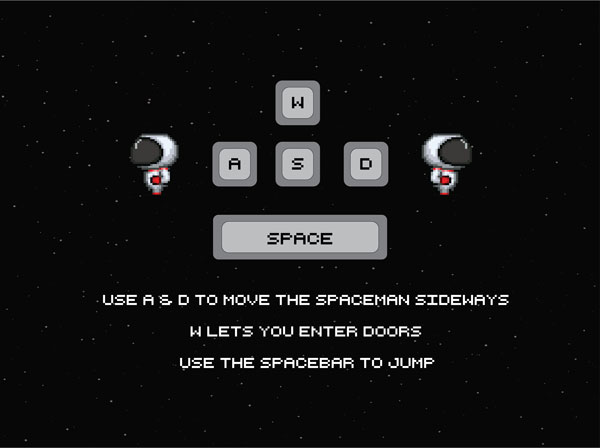 W
A S D
SPACE
USE A & D TO MOVE THE SPACEMAN SIDEWAYS
W LETS YOU ENTER DOORS
USE THE SPACEBAR TO JUMP